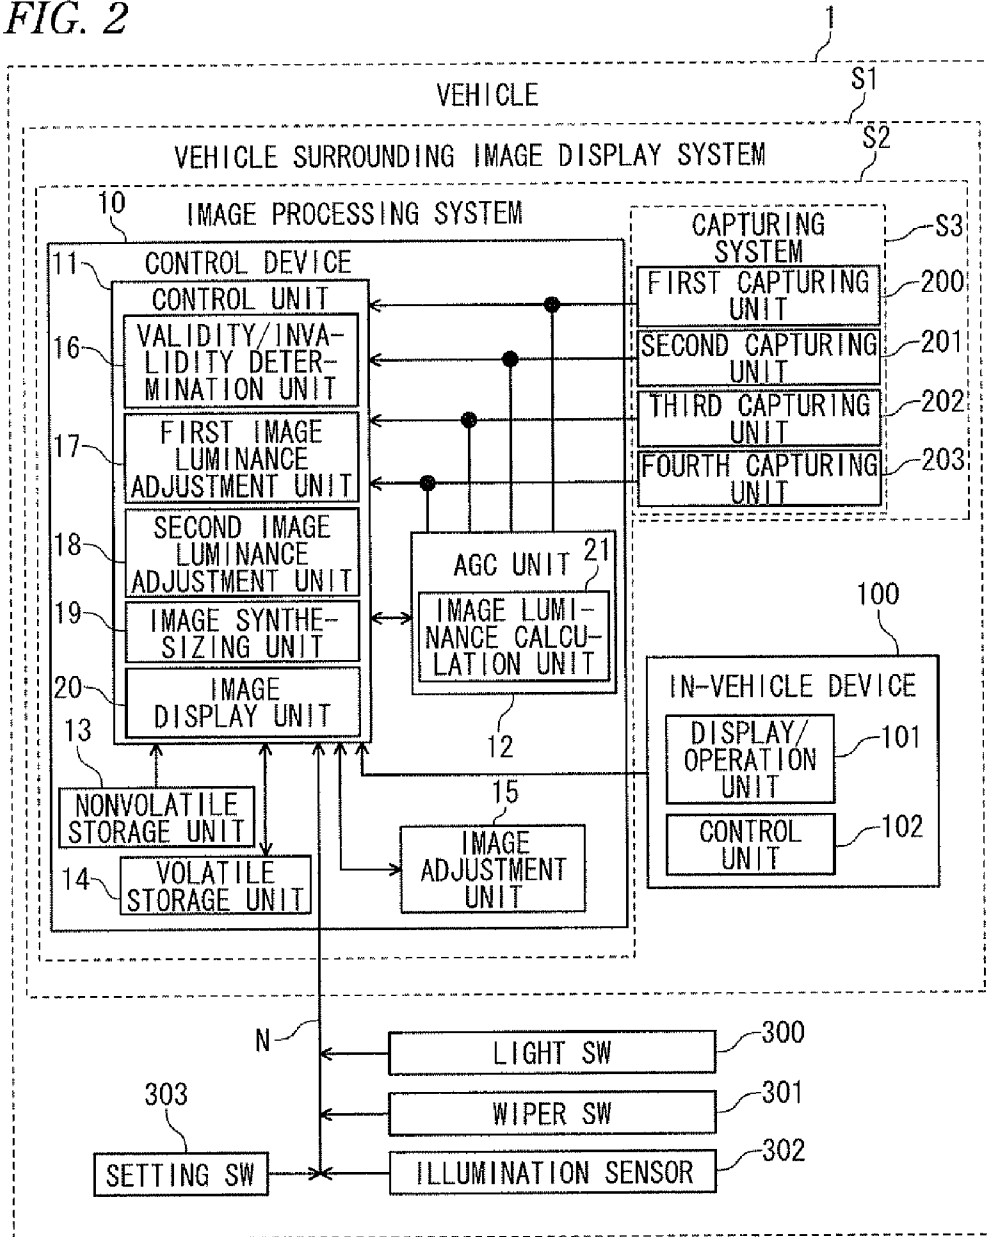 FIG. 2
1
VEHICLE
S1
VEHICLE SURROUNDING IMAGE DISPLAY SYSTEM
S2
10
IMAGE PROCESSING SYSTEM
CAPTURING
SYSTEM
S3
11
CONTROL DEVICE
CONTROL UNIT
FIRST CAPTURING
UNIT
200
16
VALIDITY/INVA-
LIDITY DETER-
MINATION UNIT
SECOND CAPTURING
UNIT
201
THIRD CAPTURING
UNIT
202
17
FIRST IMAGE
LUMINANCE
ADJUSTMENT UNIT
FOURTH CAPTURING
UNIT
203
18
SECOND IMAGE
LUMINANCE
ADJUSTMENT UNIT
AGC UNIT
21
IMAGE LUMI-
NANCE CALCU-
LATION UNIT
19
IMAGE SYNTHE-
SIZING UNIT
20
IMAGE
DISPLAY UNIT
12
100
IN-VEHICLE DEVICE
DISPLAY/
OPERATION
UNIT
101
CONTROL
UNIT
102
13
NONVOLATILE
STORAGE UNIT
14
VOLATILE
STORAGE UNIT
15
IMAGE
ADJUSTMENT
UNIT
N
LIGHT SW
300
WIPER SW
301
303
SETTING SW
ILLUMINATION SENSOR
302